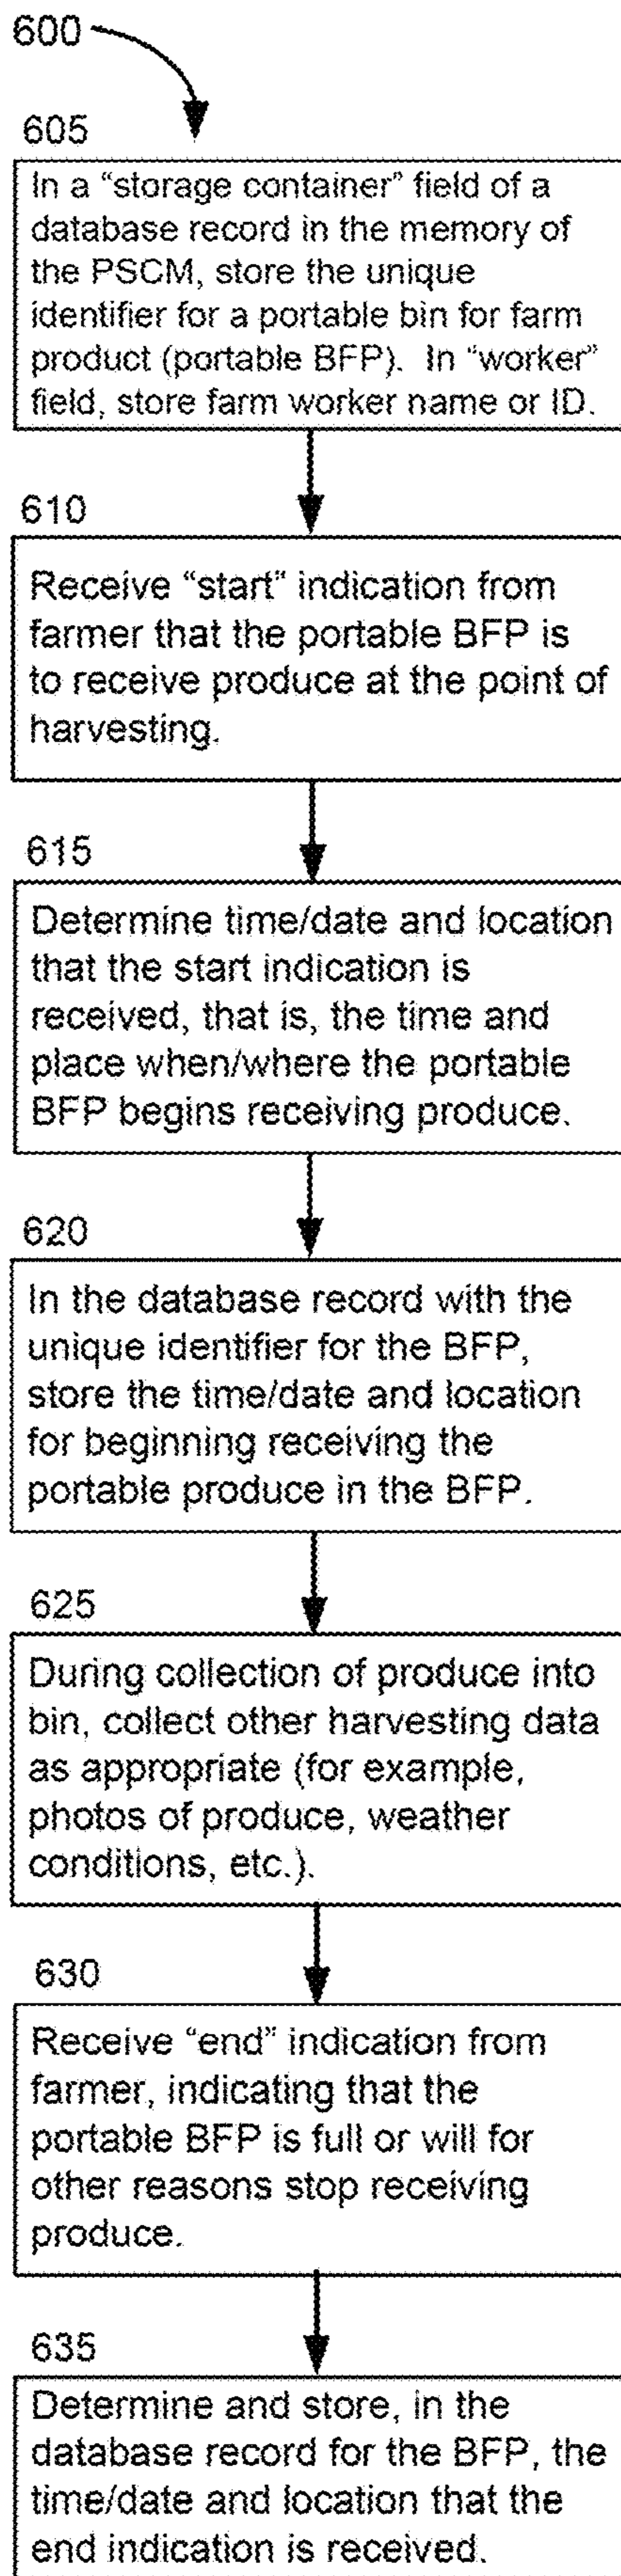 600
605
In a “storage container” field of a
database record in the memory of
the PSCM, store the unique
identifier for a portable bin for farm
product (portable BFP).  In “worker”
field, store farm worker name or ID.
610
Receive “start” indication from
farmer that the portable BFP is
to receive produce at the point of
harvesting.
615
Determine time/date and location
that the start indication is
received, that is, the time and
place when/where the portable
BFP begins receiving produce.
620
In the database record with the
unique identifier for the BFP,
store the time/date and location
for beginning receiving the
portable produce in the BFP.
625
During collection of produce into
bin, collect other harvesting data
as appropriate (for example,
photos of produce, weather
conditions, etc.).
630
Receive “end” indication from
farmer, indicating that the
portable BFP is full or will for
other reasons stop receiving
produce.
635
Determine and store, in the
database record for the BFP, the
time/date and location that the
end indication is received.